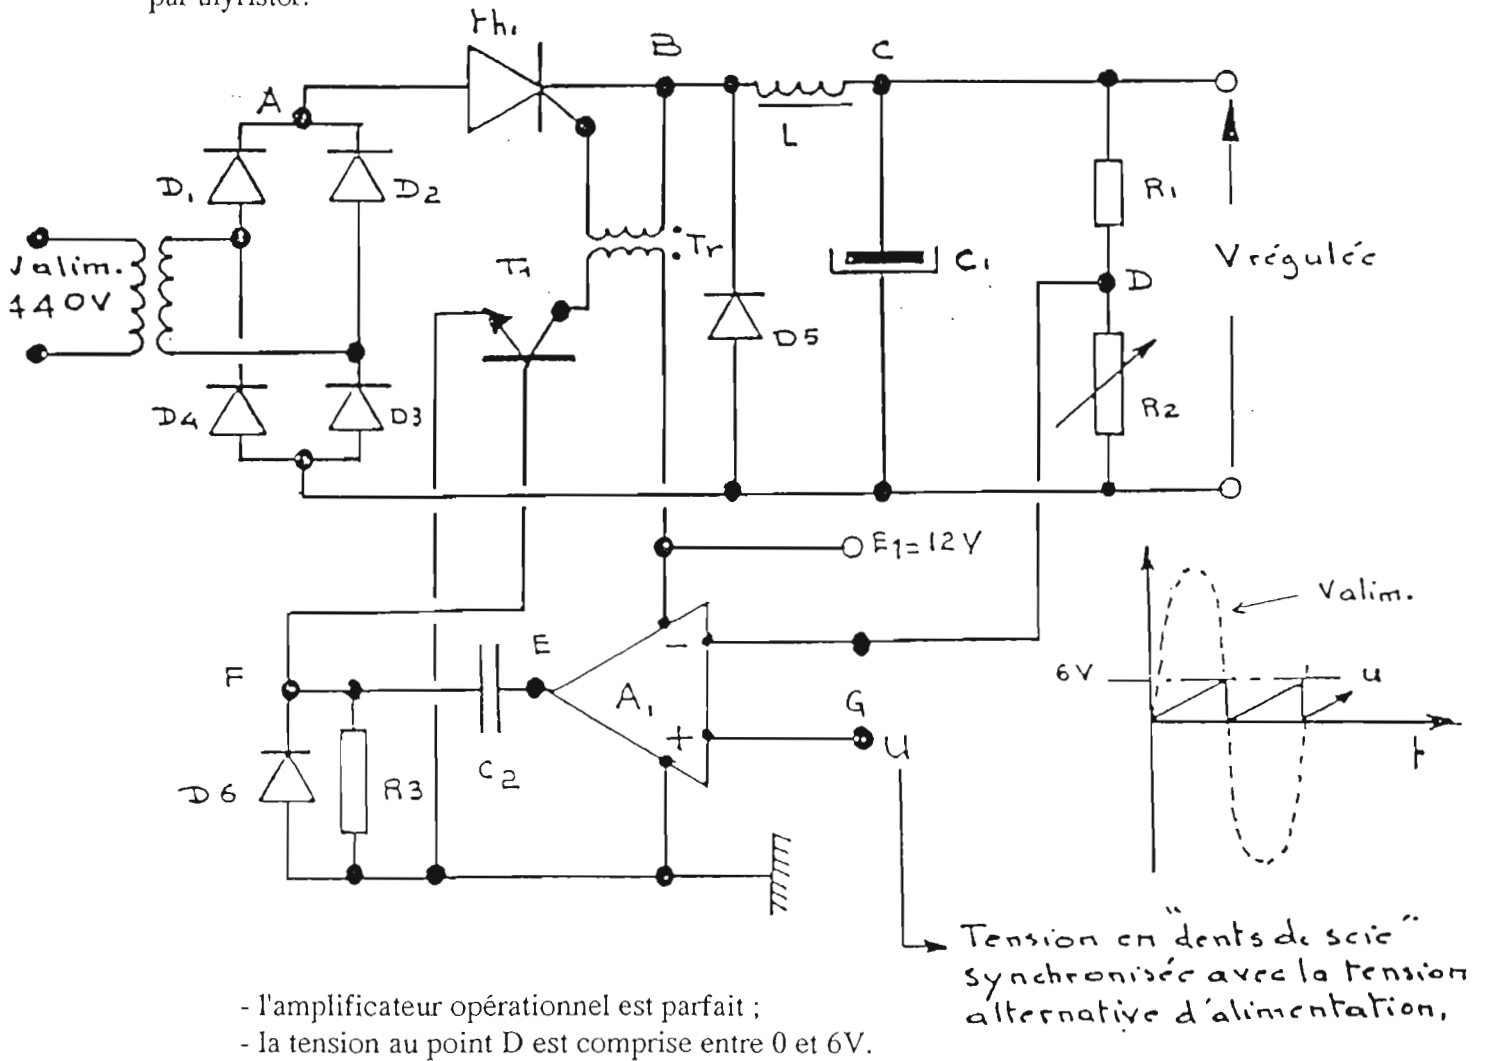 par thyristor.
th1
B
C
A
D1
D2
L
R1
Valim.
440V
T1
Tr
C1
D
Vrégulée
D5
D4
D3
R2
E1=12V
Valim.
F
E
-
6V
u
A1
G
+
U
t
D6
R3
C2
Tension en "dents de scie"
synchronisée avec la tension
alternative d'alimentation.
- l'amplificateur opérationnel est parfait ;
- la tension au point D est comprise entre 0 et 6V.